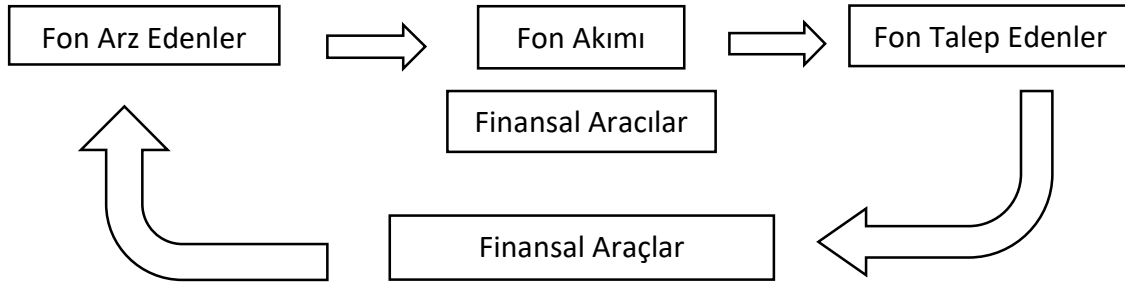 Fon Arz Edenler
Fon Akımı
Fon Talep Edenler
Finansal Aracılar
Finansal Araçlar